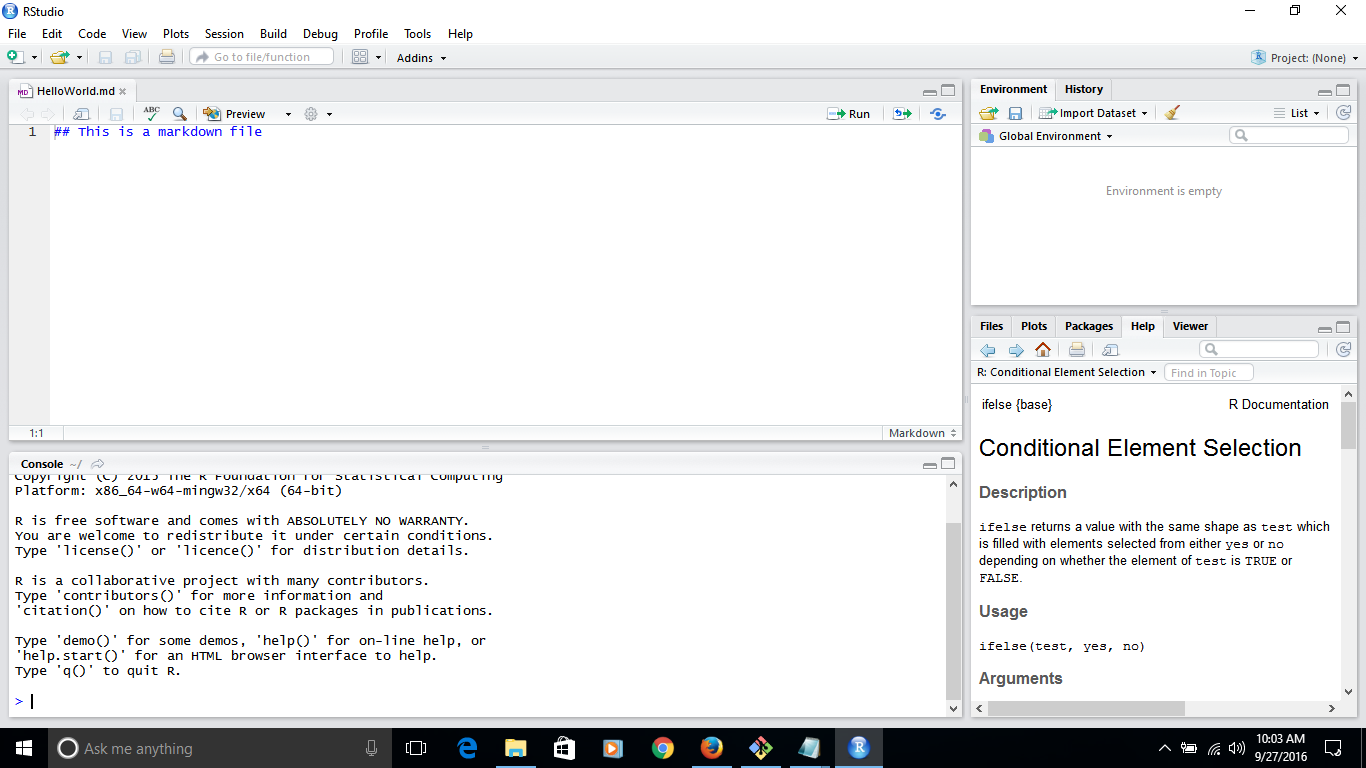 RStudio
File Edit Code View Plots Session Build Debug Profile Tools Help
Go to file/function Addins Project: (None)
HelloWorld.md
ABC Preview Run
1 ## This is a markdown file
1:1 Markdown
Console ~/
Copyright (C) 2015 The R Foundation for Statistical Computing
Platform: x86_64-w64-mingw32/x64 (64-bit)
R is free software and comes with ABSOLUTELY NO WARRANTY.
You are welcome to redistribute it under certain conditions.
Type 'license()' or 'licence()' for distribution details.
R is a collaborative project with many contributors.
Type 'contributors()' for more information and
'citation()' on how to cite R or R packages in publications.
Type 'demo()' for some demos, 'help()' for on-line help, or
'help.start()' for an HTML browser interface to help.
Type 'q()' to quit R.
>
Environment History
Import Dataset List
Global Environment
Environment is empty
Files Plots Packages Help Viewer
R: Conditional Element Selection Find in Topic
ifelse {base} R Documentation
Conditional Element Selection
Description
ifelse returns a value with the same shape as test which
is filled with elements selected from either yes or no
depending on whether the element of test is TRUE or
FALSE.
Usage
ifelse(test, yes, no)
Arguments
Ask me anything
10:03 AM
9/27/2016